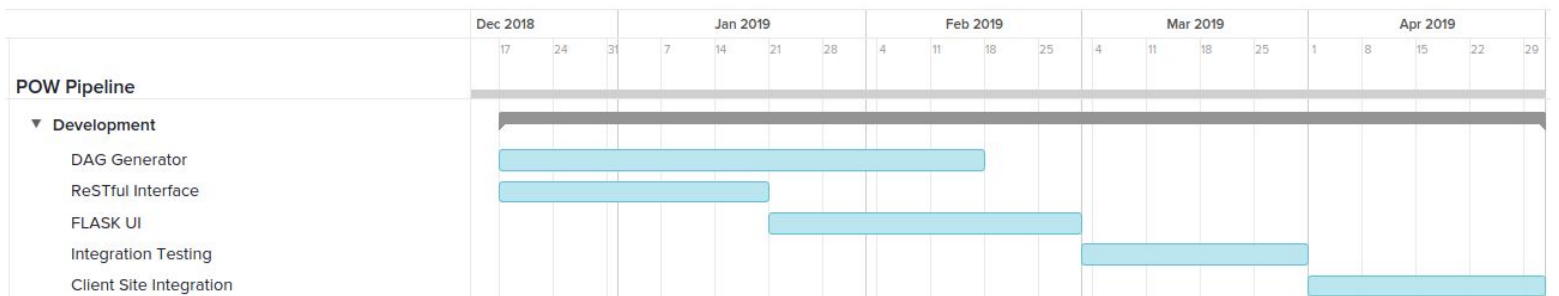 Dec 2018 Jan 2019 Feb 2019 Mar 2019 Apr 2019
17 24 31 7 14 21 28 4 11 18 25 4 11 18 25 1 8 15 22 29
POW Pipeline
Development
DAG Generator
ReSTful Interface
FLASK UI
Integration Testing
Client Site Integration